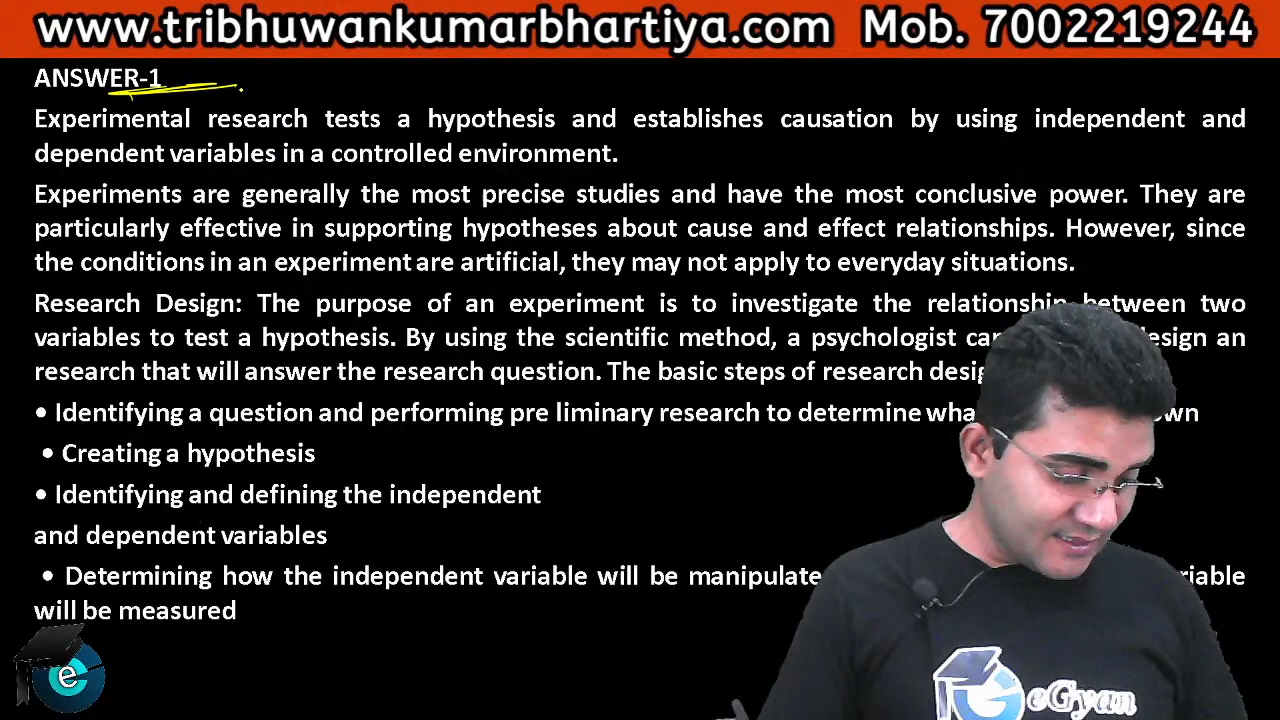 www.tribhuwankumarbhartiya.com Mob. 7002219244
ANSWER-1
Experimental research tests a hypothesis and establishes causation by using independent and
dependent variables in a controlled environment.
Experiments are generally the most precise studies and have the most conclusive power. They are
particularly effective in supporting hypotheses about cause and effect relationships. However, since
the conditions in an experiment are artificial, they may not apply to everyday situations.
Research Design: The purpose of an experiment is to investigate the relationship between two
variables to test a hypothesis. By using the scientific method, a psychologist can design an
research that will answer the research question. The basic steps of research
• Identifying a question and performing pre liminary research to determine
• Creating a hypothesis
• Identifying and defining the independent
and dependent variables
• Determining how the independent variable will be
will be measured
e
eGyan